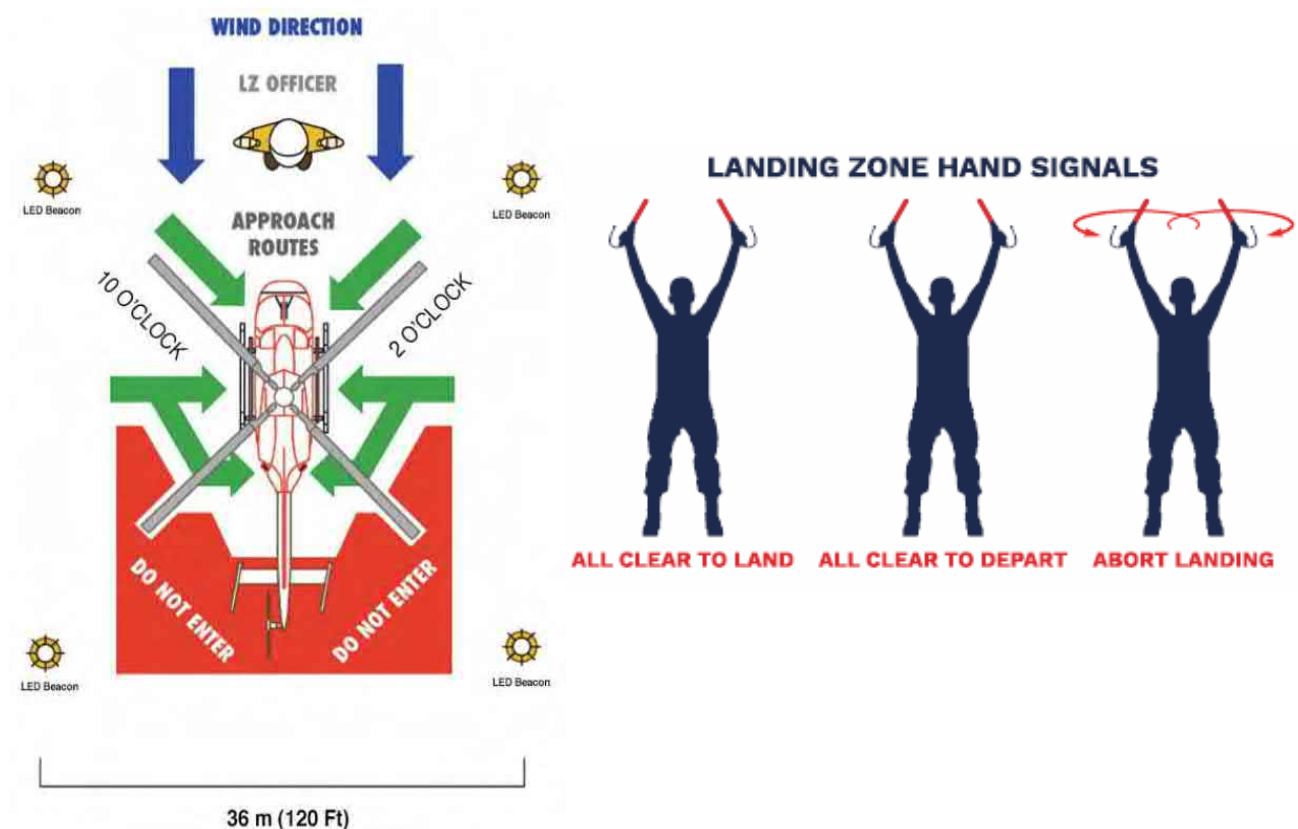 WIND DIRECTION
LZ OFFICER
LED Beacon
LED Beacon
APPROACH
ROUTES
10 O'CLOCK
2 O'CLOCK
DO NOT ENTER
DO NOT ENTER
LED Beacon
LED Beacon
36 m (120 Ft)
LANDING ZONE HAND SIGNALS
ALL CLEAR TO LAND
ALL CLEAR TO DEPART
ABORT LANDING